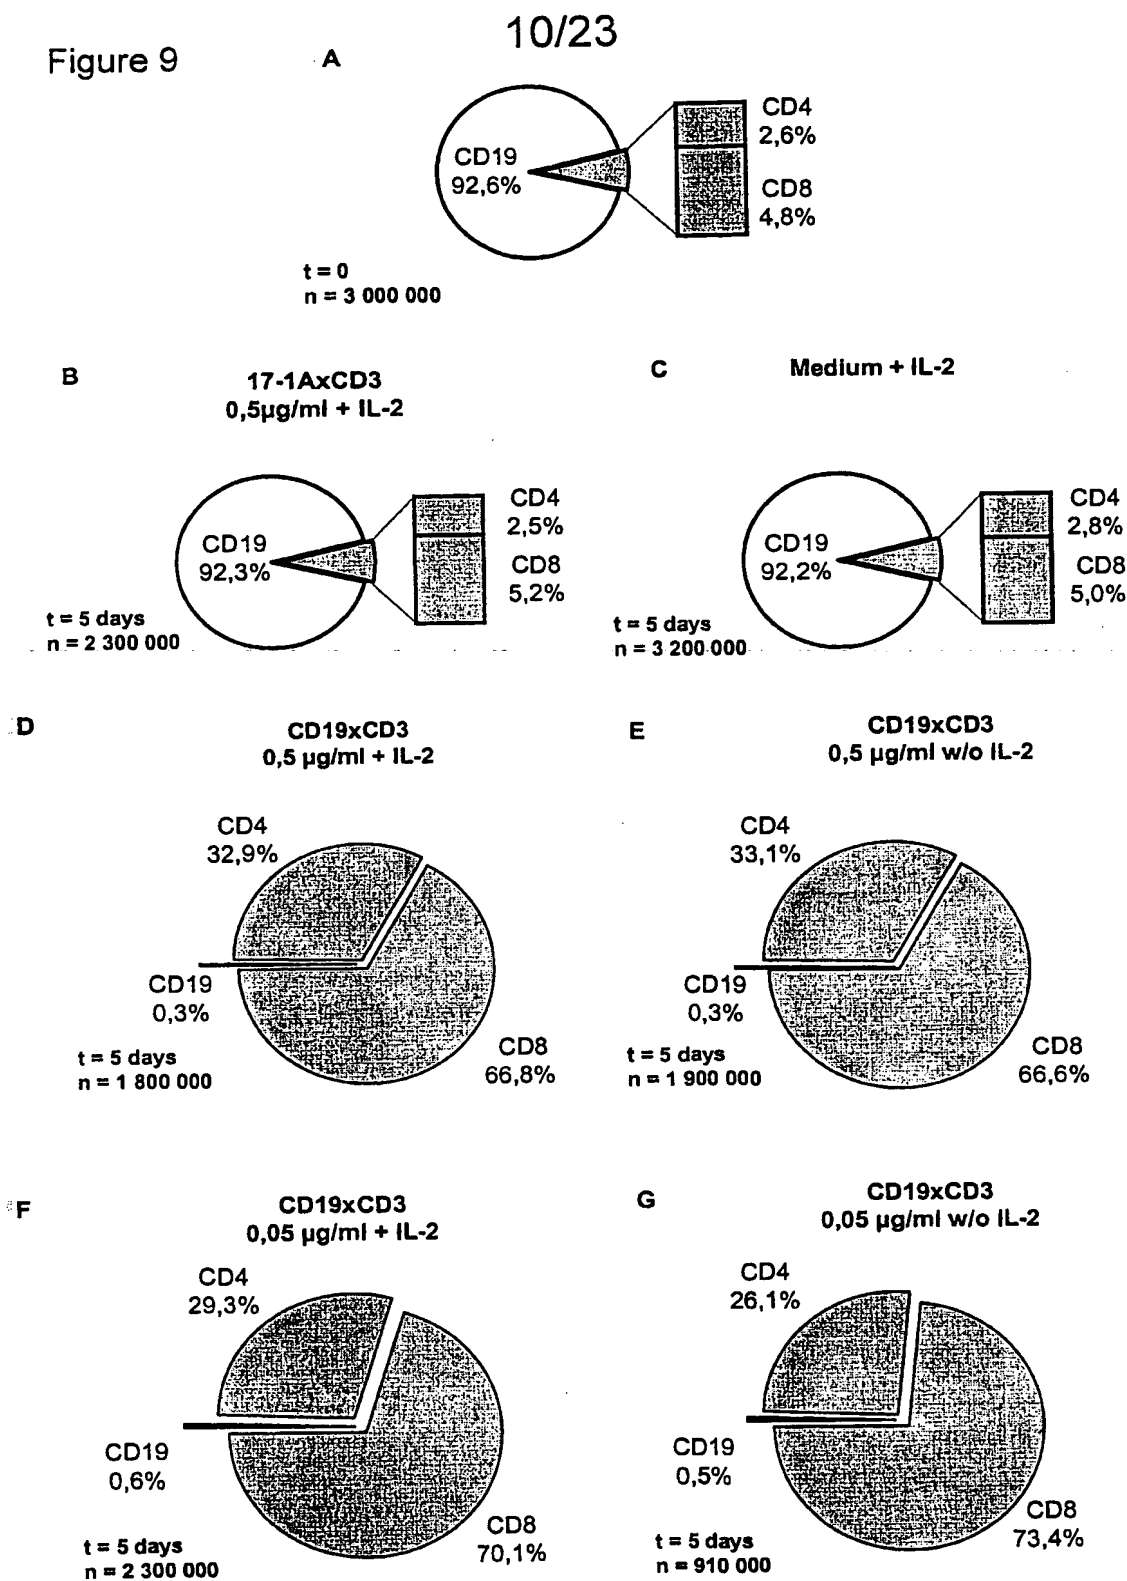 10/23
Figure 9
A
CD19
92,6%
CD4
2,6%
CD8
4,8%
t = 0
n = 3 000 000
B
17-1AxCD3
0,5µg/ml + IL-2
CD19
92,3%
CD4
2,5%
CD8
5,2%
t = 5 days
n = 2 300 000
C
Medium + IL-2
CD19
92,2%
CD4
2,8%
CD8
5,0%
t = 5 days
n = 3 200 000
D
CD19xCD3
0,5 µg/ml + IL-2
CD4
32,9%
CD19
0,3%
CD8
66,8%
t = 5 days
n = 1 800 000
E
CD19xCD3
0,5 µg/ml w/o IL-2
CD4
33,1%
CD19
0,3%
CD8
66,6%
t = 5 days
n = 1 900 000
F
CD19xCD3
0,05 µg/ml + IL-2
CD4
29,3%
CD19
0,6%
CD8
70,1%
t = 5 days
n = 2 300 000
G
CD19xCD3
0,05 µg/ml w/o IL-2
CD4
26,1%
CD19
0,5%
CD8
73,4%
t = 5 days
n = 910 000